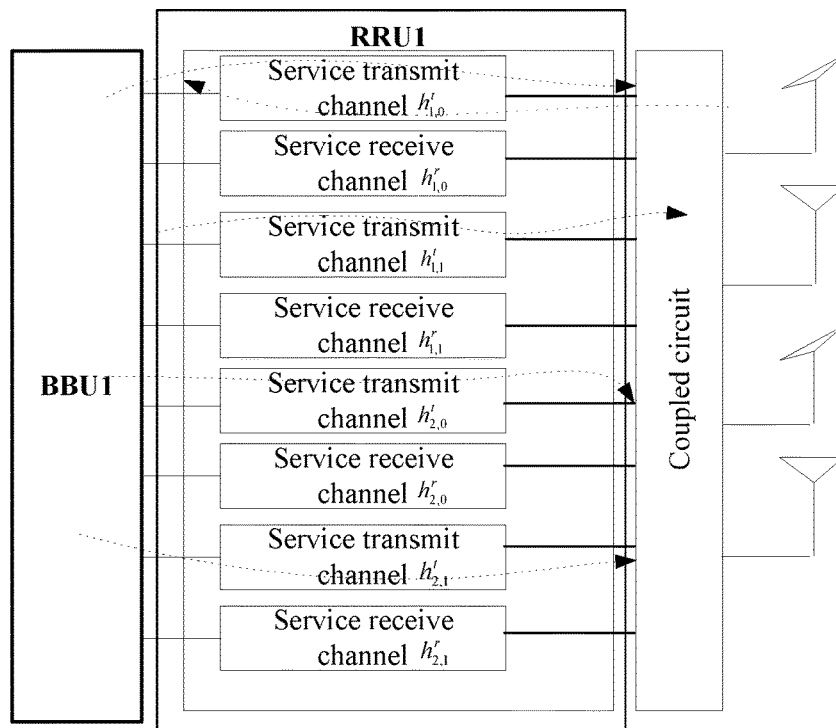 RRU1
Service transmit
channel h^t_{1,0}
Service receive
channel h^r_{1,0}
Service transmit
channel h^t_{1,1}
Service receive
channel h^r_{1,1}
BBU1
Service transmit
channel h^t_{2,0}
Service receive
channel h^r_{2,0}
Service transmit
channel h^t_{2,1}
Service receive
channel h^r_{2,1}
Coupled circuit